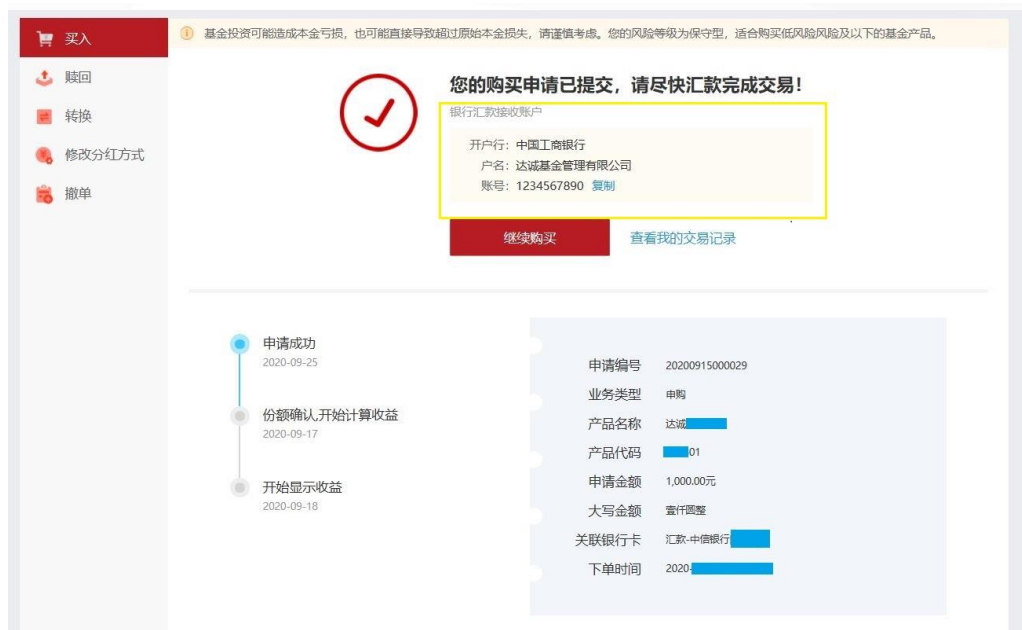 买入
赎回
转换
修改分红方式
撤单
基金投资可能造成本金亏损，也可能直接导致超过原始本金损失，请谨慎考虑。您的风险等级为保守型，适合购买低风险风险及以下的基金产品。
您的购买申请已提交，请尽快汇款完成交易！
银行汇款接收账户
开户行：中国工商银行
户名：达诚基金管理有限公司
账号：1234567890 复制
继续购买 查看我的交易记录
申请成功
2020-09-25
份额确认,开始计算收益
2020-09-17
开始显示收益
2020-09-18
申请编号 20200915000029
业务类型 申购
产品名称 达诚
产品代码 01
申请金额 1,000.00元
大写金额 壹仟圆整
关联银行卡 汇款-中信银行
下单时间 2020-